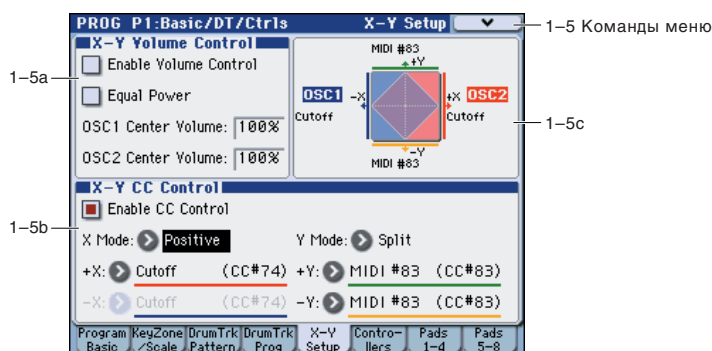 PROG P1:Basic/DT/Ctrls X-Y Setup
1–5 Команды меню
X-Y Volume Control
Enable Volume Control
Equal Power
OSC1 Center Volume: 100%
OSC2 Center Volume: 100%
1–5a
MIDI #83
+Y
OSC1 -X +X OSC2
Cutoff Cutoff
-Y
MIDI #83
1–5c
X-Y CC Control
Enable CC Control
1–5b
X Mode: Positive Y Mode: Split
+X: Cutoff (CC#74) +Y: MIDI #83 (CC#83)
-X: Cutoff (CC#74) -Y: MIDI #83 (CC#83)
Program Basic KeyZone /Scale DrumTrk Pattern DrumTrk Prog X-Y Setup Contro- llers Pads 1-4 Pads 5-8